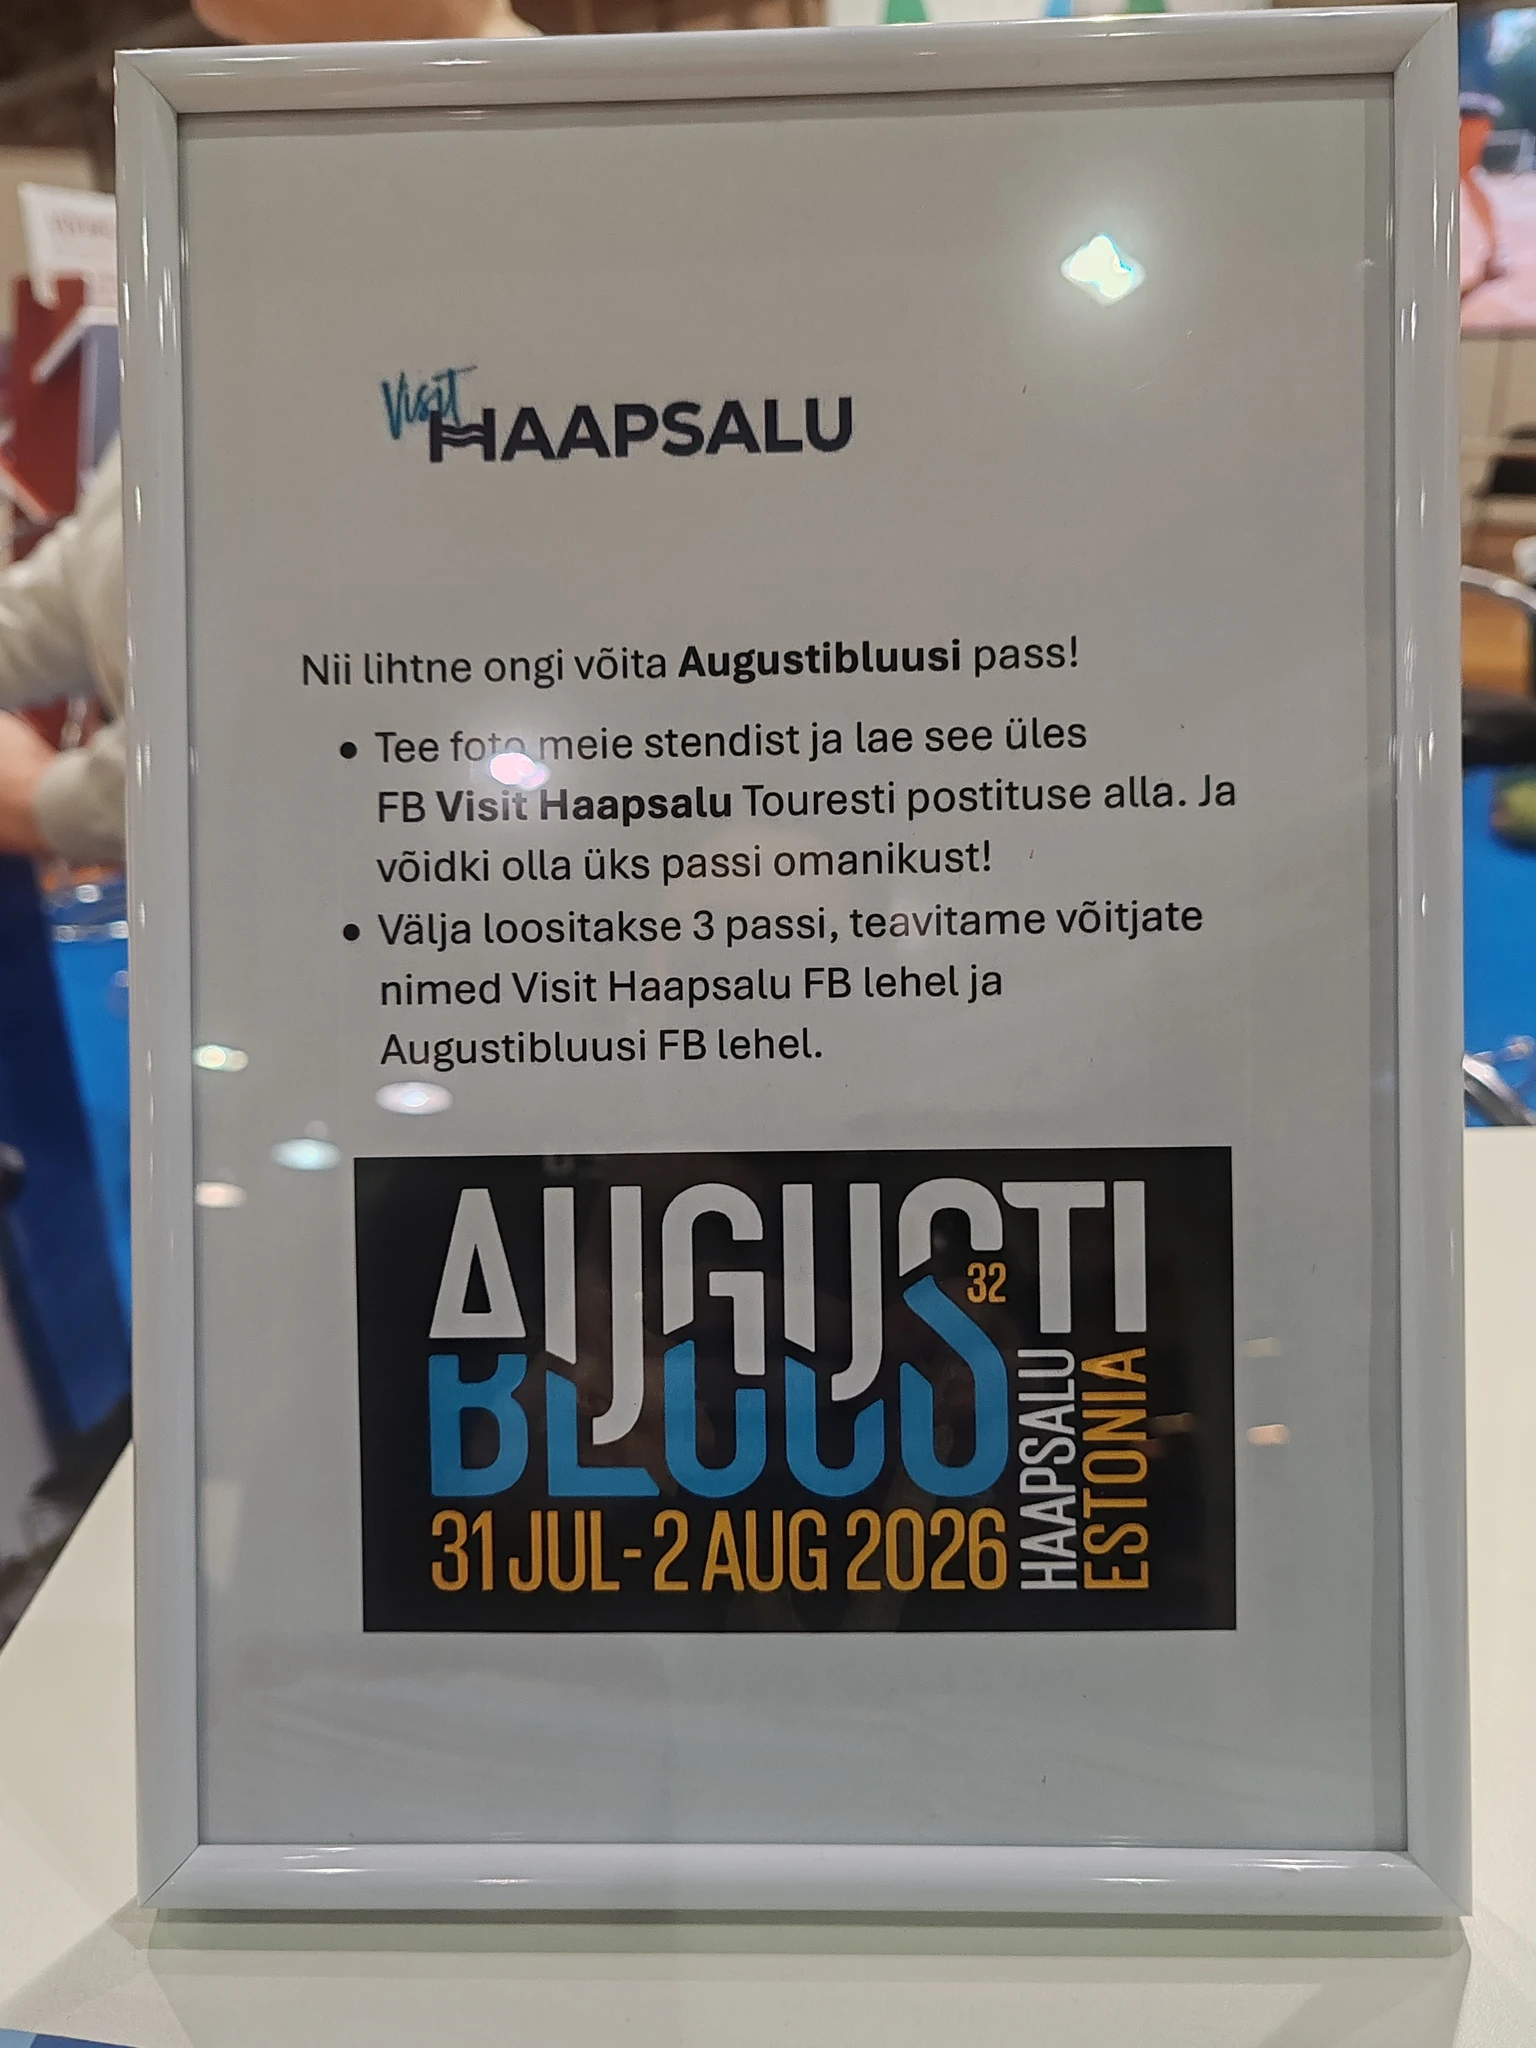 Visit
HAAPSALU
Nii lihtne ongi võita Augustibluusi pass!
• Tee foto meie stendist ja lae see üles
FB Visit Haapsalu Touresti postituse alla. Ja
võidki olla üks passi omanikust!
• Välja loositakse 3 passi, teavitame võitjate
nimed Visit Haapsalu FB lehel ja
Augustibluusi FB lehel.
AUGUSTI
32
BLUUS
31 JUL - 2 AUG 2026
HAAPSALU
ESTONIA